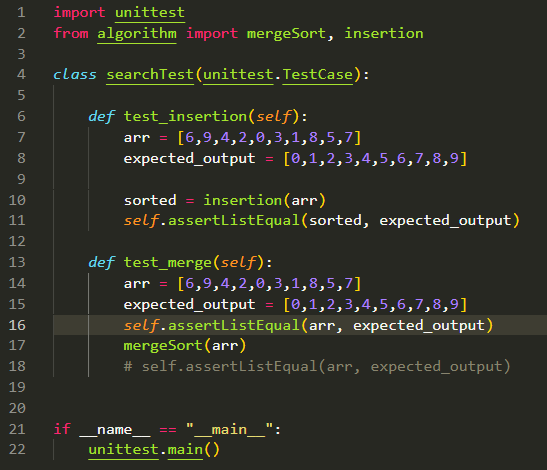 1 import unittest
2 from algorithm import mergeSort, insertion
3
4 class searchTest(unittest.TestCase):
5
6     def test_insertion(self):
7         arr = [6,9,4,2,0,3,1,8,5,7]
8         expected_output = [0,1,2,3,4,5,6,7,8,9]
9
10         sorted = insertion(arr)
11         self.assertListEqual(sorted, expected_output)
12
13     def test_merge(self):
14         arr = [6,9,4,2,0,3,1,8,5,7]
15         expected_output = [0,1,2,3,4,5,6,7,8,9]
16         self.assertListEqual(arr, expected_output)
17         mergeSort(arr)
18         # self.assertListEqual(arr, expected_output)
19
20
21 if __name__ == "__main__":
22     unittest.main()